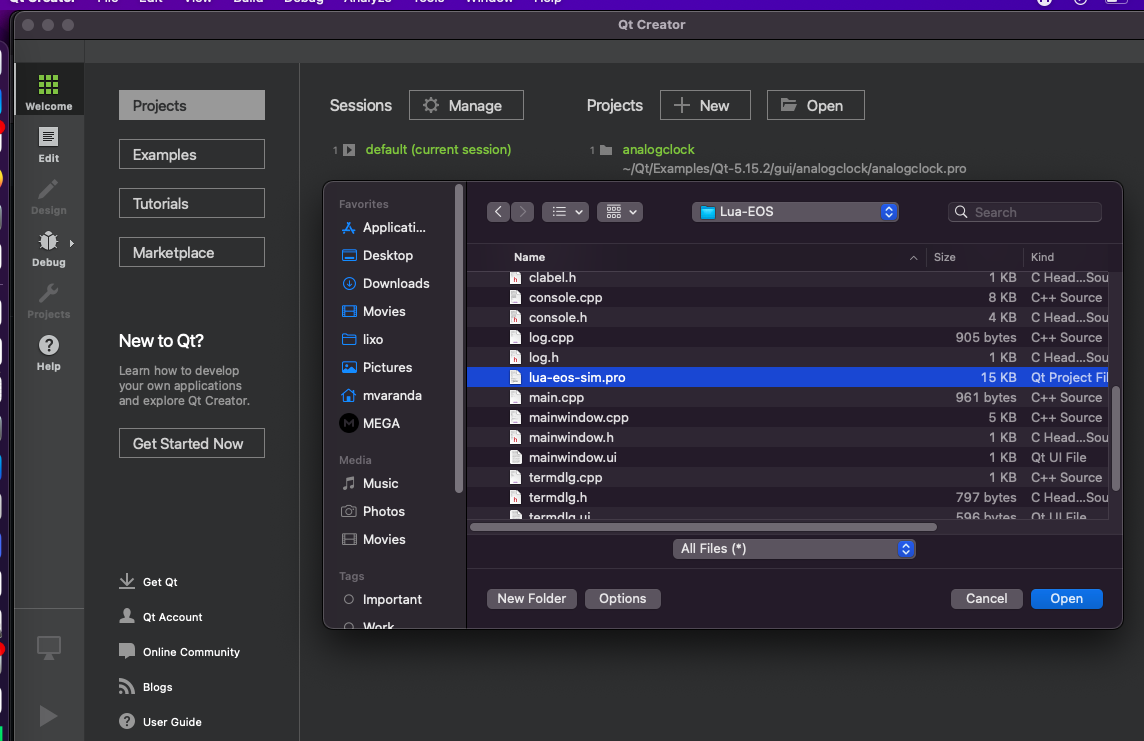 Qt Creator File Edit View Build Debug Analyze Tools Window Help
Qt Creator
Welcome
Edit
Design
Debug
Projects
Help
Projects
Examples
Tutorials
Marketplace
New to Qt?
Learn how to develop
your own applications
and explore Qt Creator.
Get Started Now
Get Qt
Qt Account
Online Community
Blogs
User Guide
Sessions Manage
1 default (current session)
Projects New Open
1 analogclock
~/Qt/Examples/Qt-5.15.2/gui/analogclock/analogclock.pro
Favorites
Applicati...
Desktop
Downloads
Movies
lixo
Pictures
mvaranda
MEGA
Media
Music
Photos
Movies
Tags
Important
Work
Lua-EOS
Search
Name Size Kind
clabel.h 1 KB C Head...Sou
console.cpp 8 KB C++ Source
console.h 4 KB C Head...Sou
log.cpp 905 bytes C++ Source
log.h 1 KB C Head...Sou
lua-eos-sim.pro 15 KB Qt Project Fil
main.cpp 961 bytes C++ Source
mainwindow.cpp 5 KB C++ Source
mainwindow.h 1 KB C Head...Sou
mainwindow.ui 1 KB Qt UI File
termdlg.cpp 1 KB C++ Source
termdlg.h 797 bytes C Head...Sou
termdlg.ui 596 bytes Qt UI File
All Files (*)
New Folder Options Cancel Open